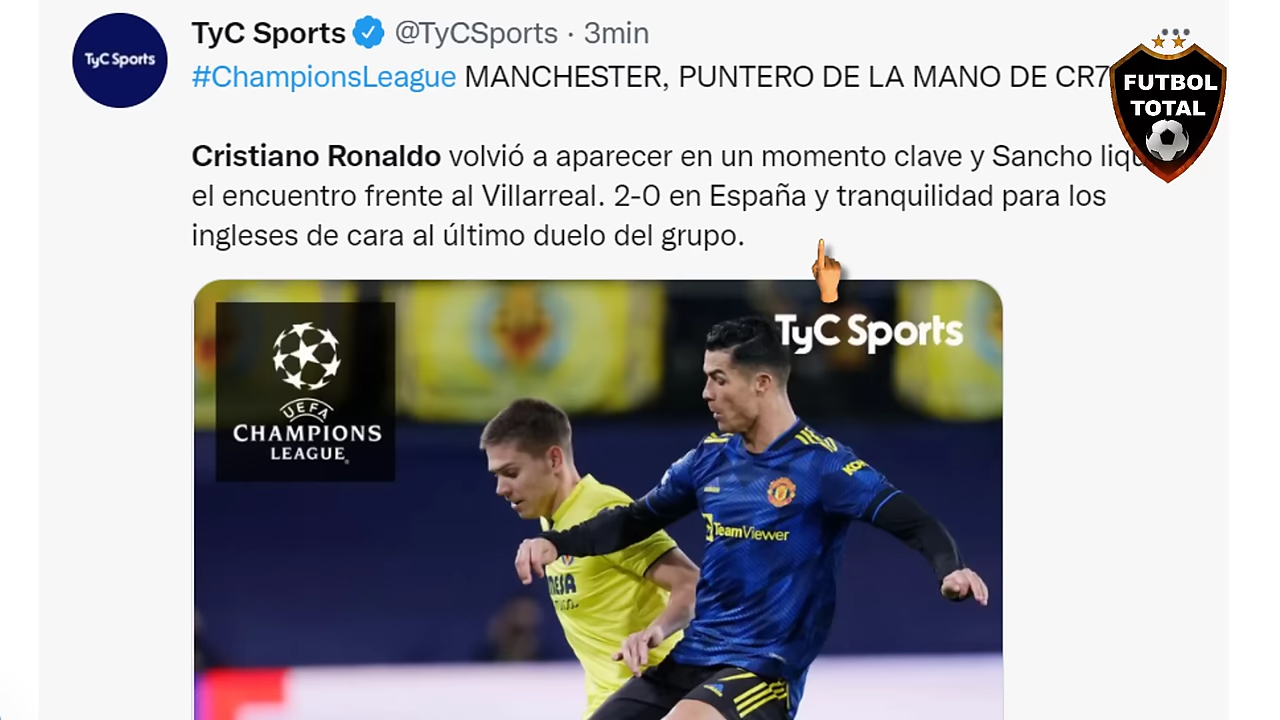 TyC Sports @TyCSports · 3min
TyC Sports
#ChampionsLeague MANCHESTER, PUNTERO DE LA MANO DE CR7
FUTBOL
TOTAL
Cristiano Ronaldo volvió a aparecer en un momento clave y Sancho
el encuentro frente al Villarreal. 2-0 en España y tranquilidad para los
ingleses de cara al último duelo del grupo.
TyC Sports
UEFA
CHAMPIONS
LEAGUE
TeamViewer